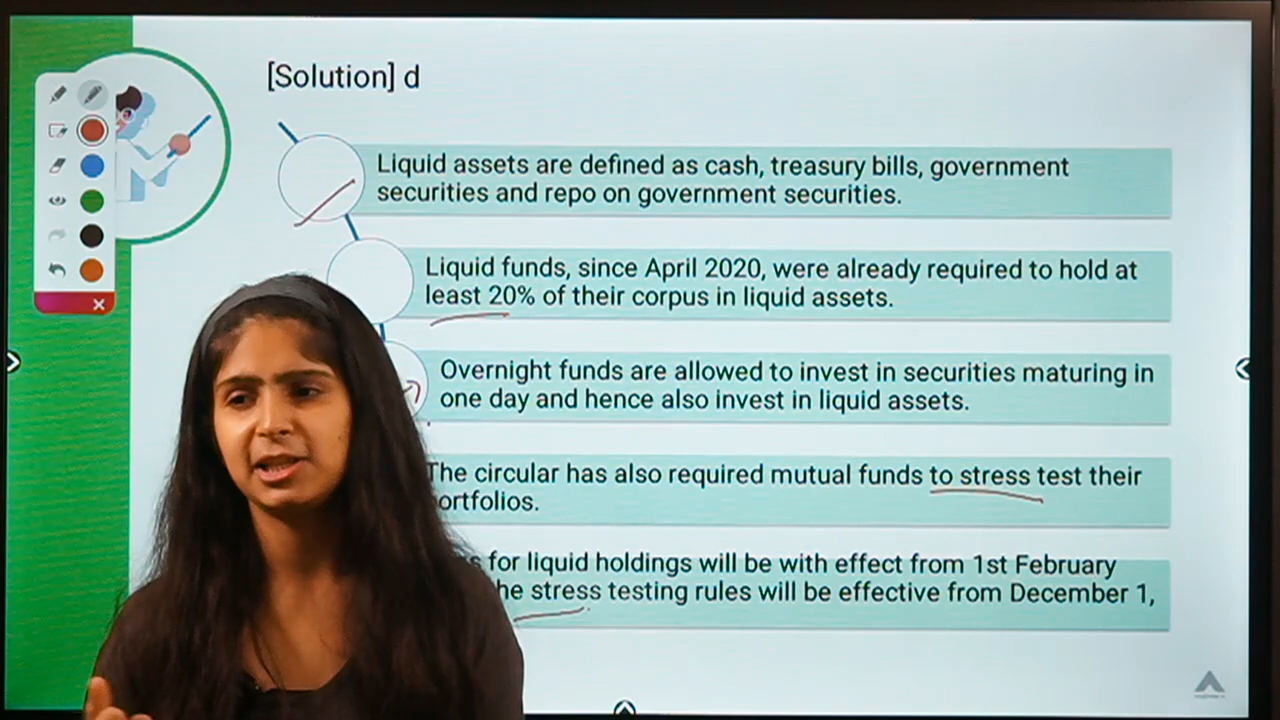 [Solution] d
Liquid assets are defined as cash, treasury bills, government
securities and repo on government securities.
Liquid funds, since April 2020, were already required to hold at
least 20% of their corpus in liquid assets.
Overnight funds are allowed to invest in securities maturing in
one day and hence also invest in liquid assets.
The circular has also required mutual funds to stress test their
ortfolios.
for liquid holdings will be with effect from 1st February
he stress testing rules will be effective from December 1,